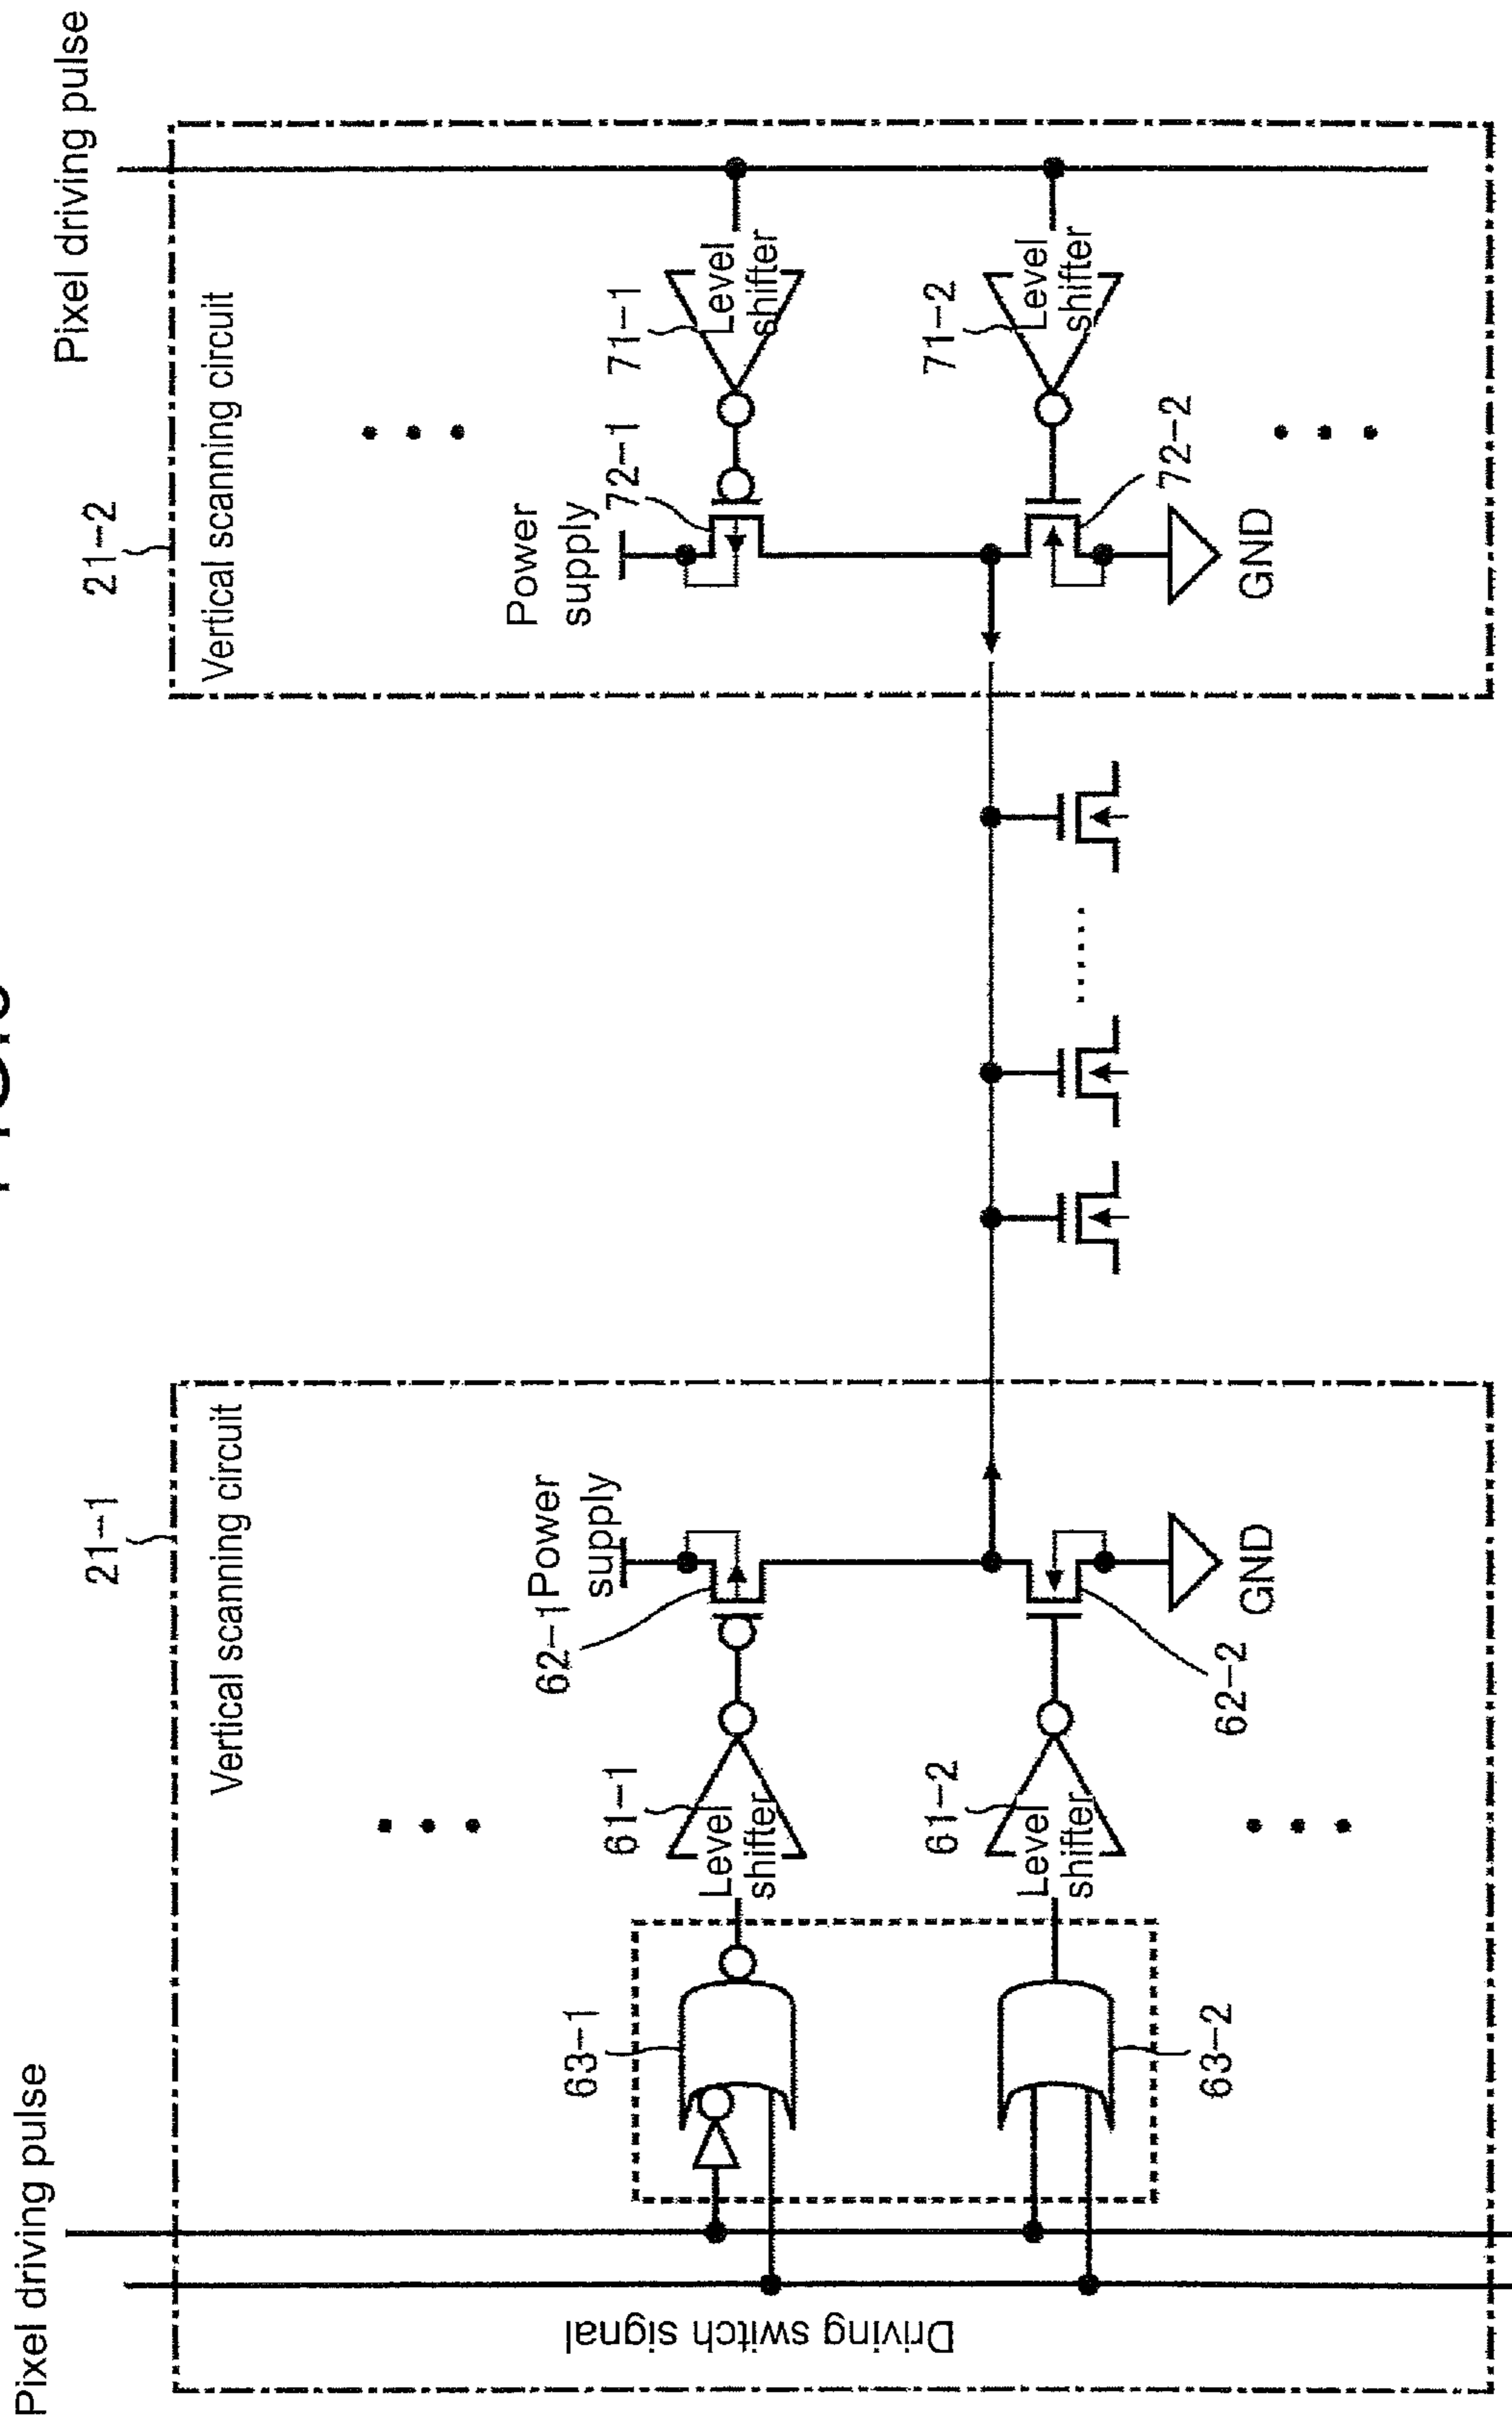 Pixel driving pulse
Pixel driving pulse
21-1
21-2
Vertical scanning circuit
Vertical scanning circuit
Power
supply
62-1
Power
supply
72-1
63-1
61-1
Level
shifter
71-1
Level
shifter
61-2
Level
shifter
71-2
Level
shifter
63-2
62-2
72-2
GND
GND
Driving switch signal